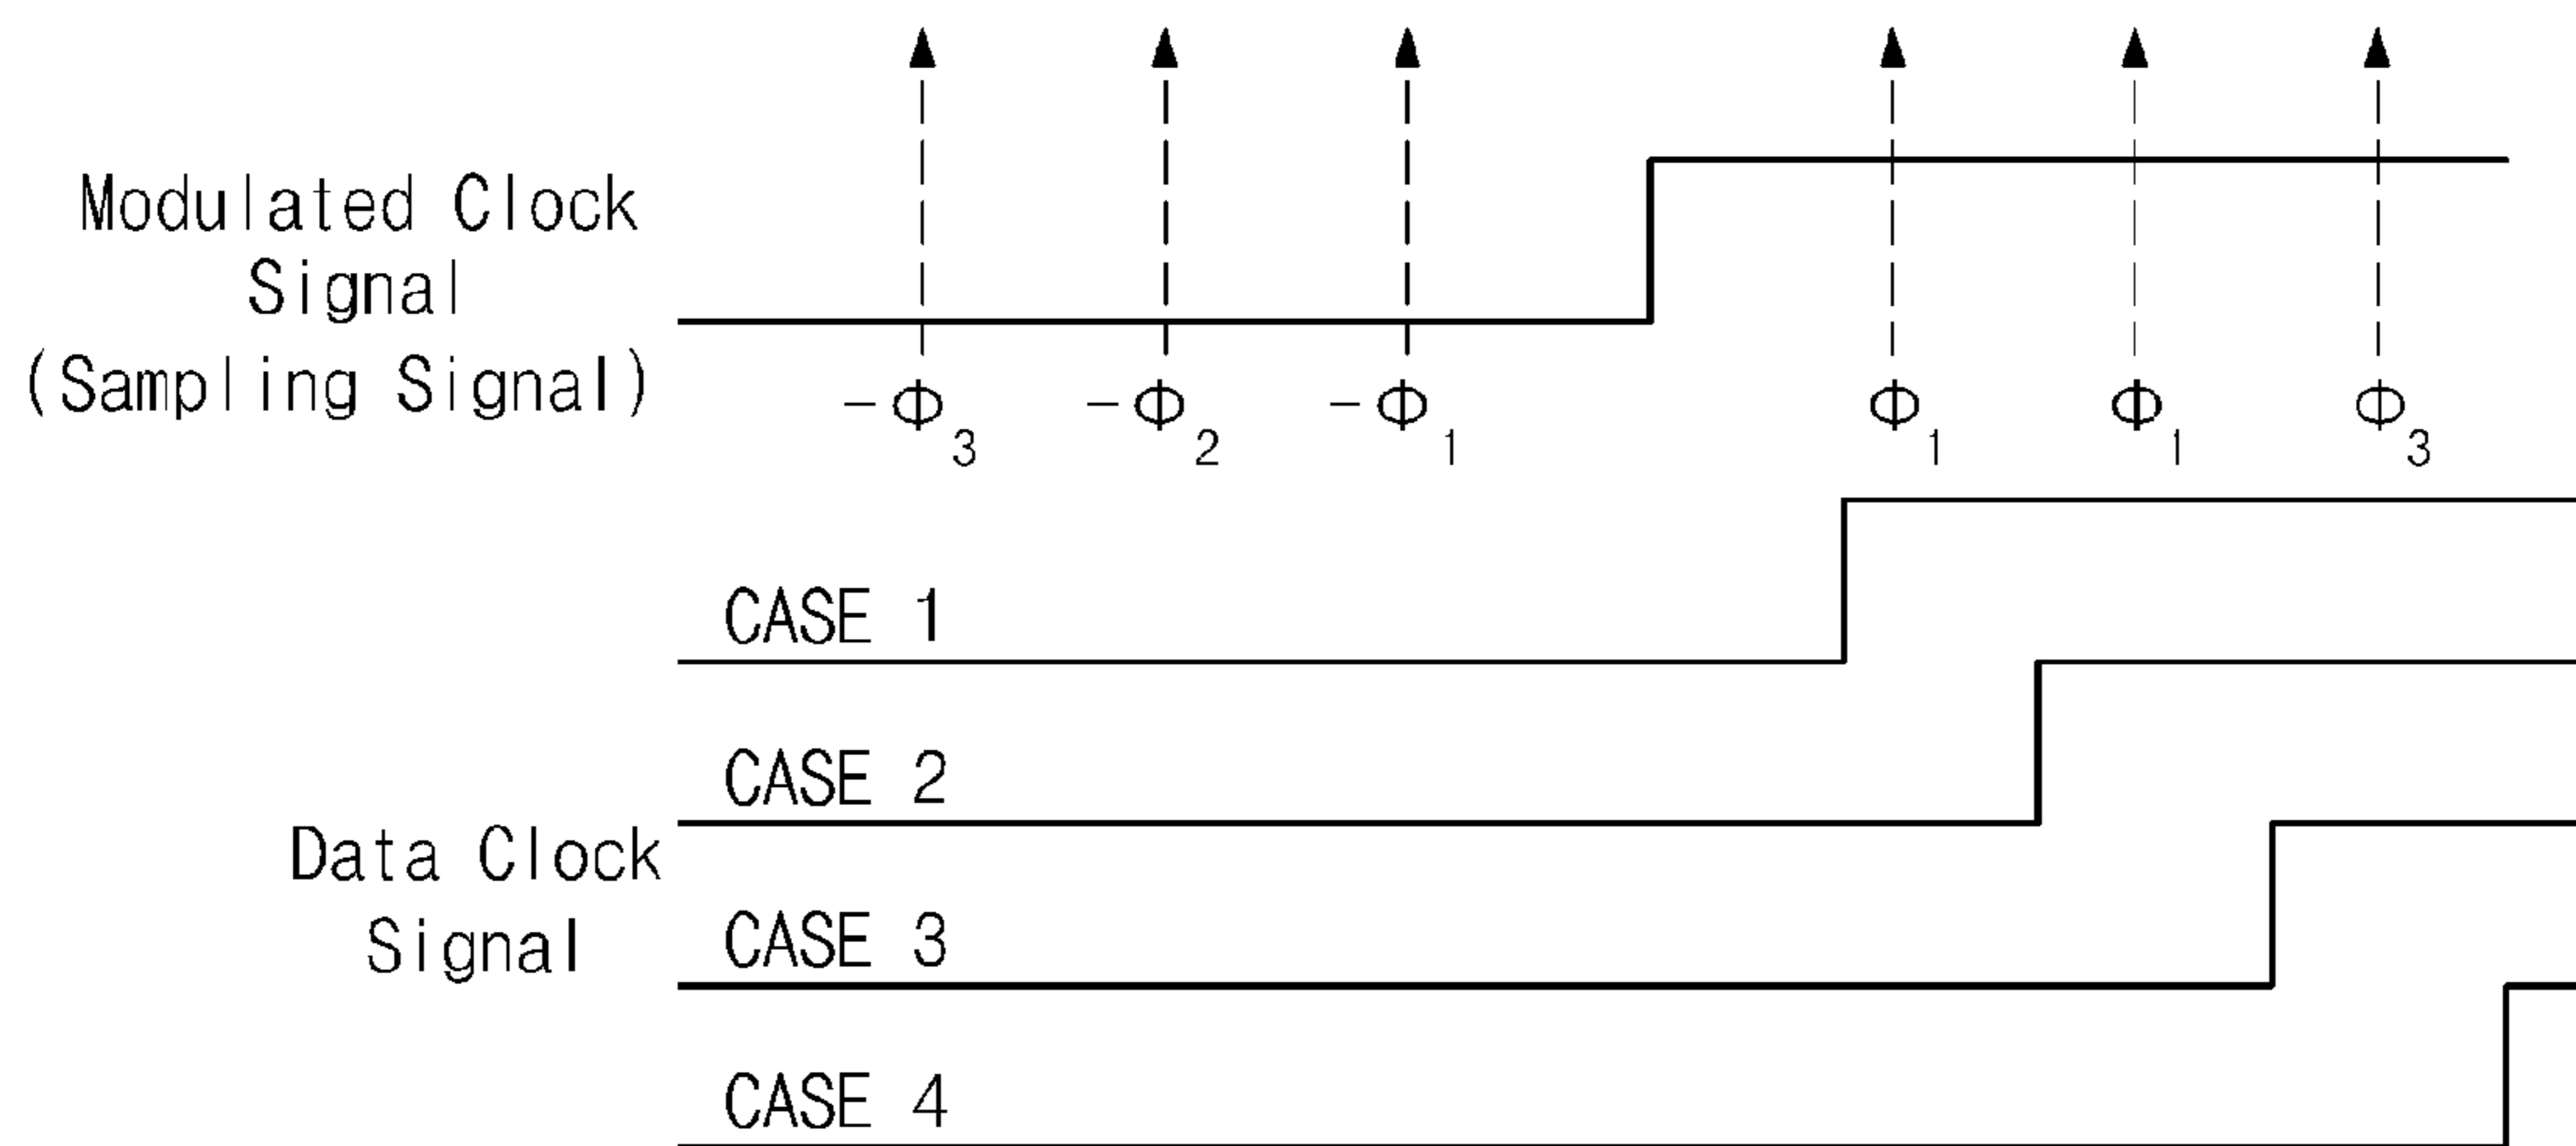 Modulated Clock
Signal
(Sampling Signal)
-Φ3 -Φ2 -Φ1 Φ1 Φ1 Φ3
CASE 1
CASE 2
Data Clock
Signal
CASE 3
CASE 4